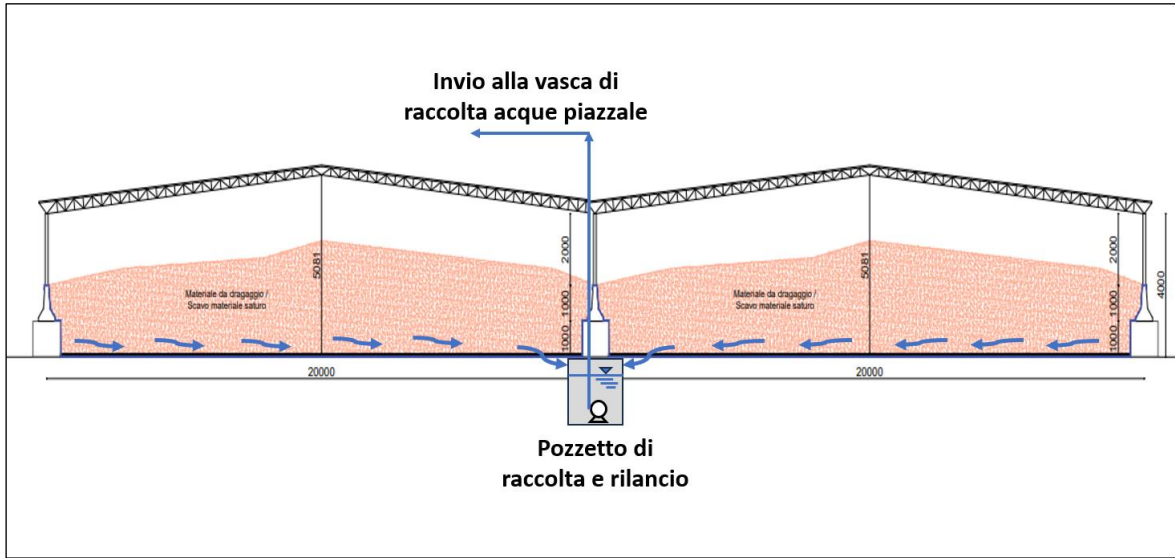 Invio alla vasca di
raccolta acque piazzale
2000
2000
4000
5081
5081
Materiale da dragaggio /
Scavo materiale saturo
Materiale da dragaggio /
Scavo materiale saturo
1000
1000
1000
1000
20000
20000
Pozzetto di
raccolta e rilancio